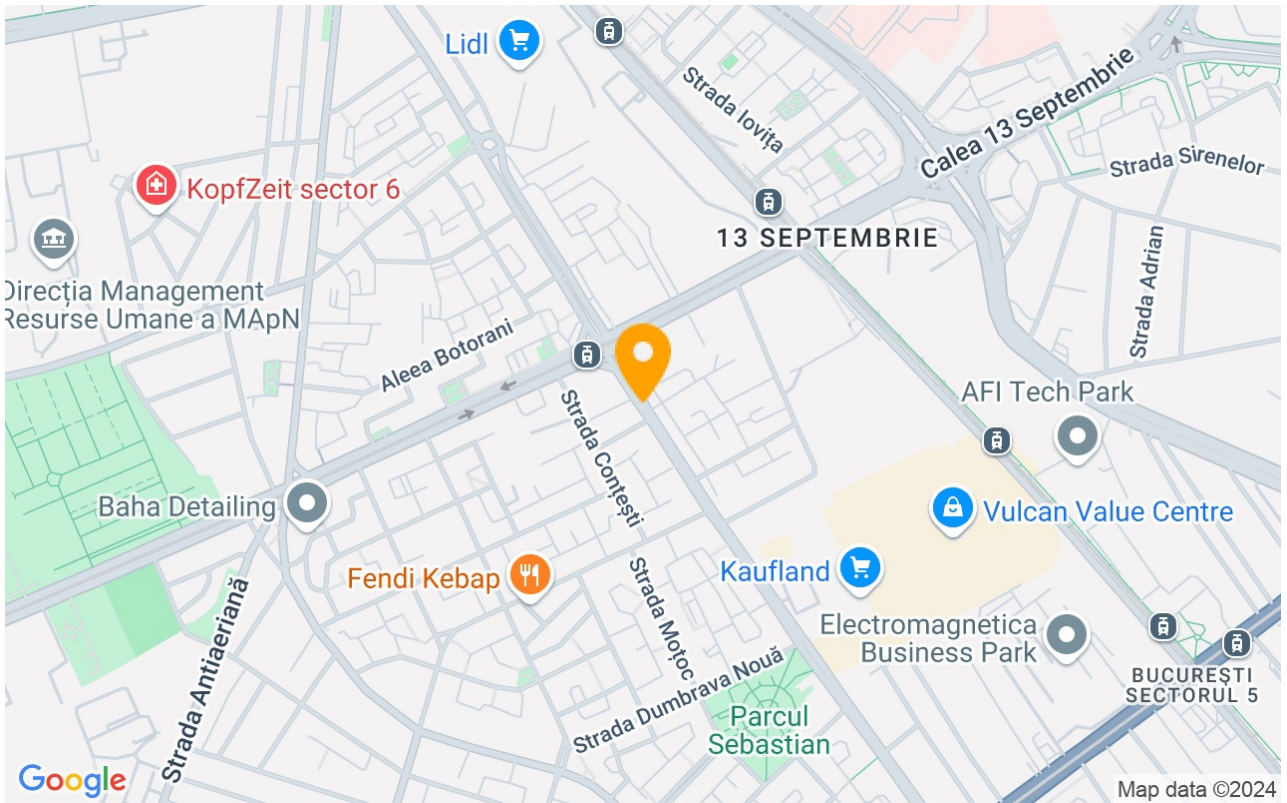 Lidl
Strada Iovița
Calea 13 Septembrie
Strada Sirenelor
KopfZeit sector 6
13 SEPTEMBRIE
Strada Adrian
Direcția Management
Resurse Umane a MApN
Aleea Botorani
AFI Tech Park
Strada Conțești
Baha Detailing
Vulcan Value Centre
Fendi Kebap
Kaufland
Strada Moțoc
Strada Antiaeriană
Electromagnetica
Business Park
Strada Dumbrava Nouă
BUCUREȘTI
SECTORUL 5
Parcul
Sebastian
Google
Map data ©2024